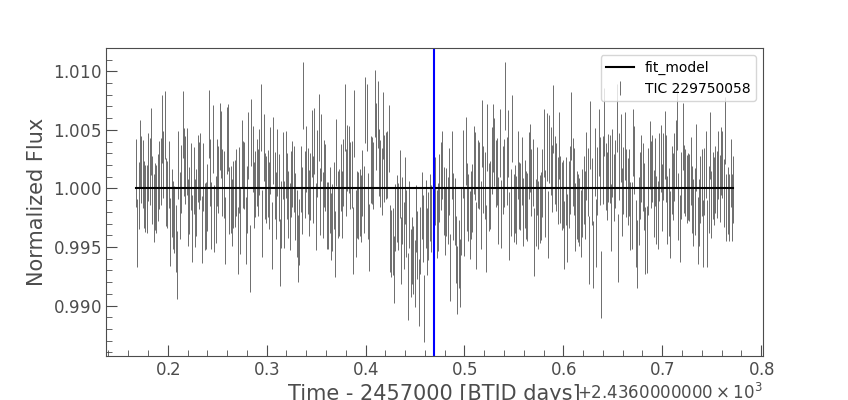 1.010
1.005
1.000
0.995
0.990
Normalized Flux
fit_model
TIC 229750058
0.2 0.3 0.4 0.5 0.6 0.7 0.8
Time - 2457000 [BTJD days]
+2.4360000000 × 10³